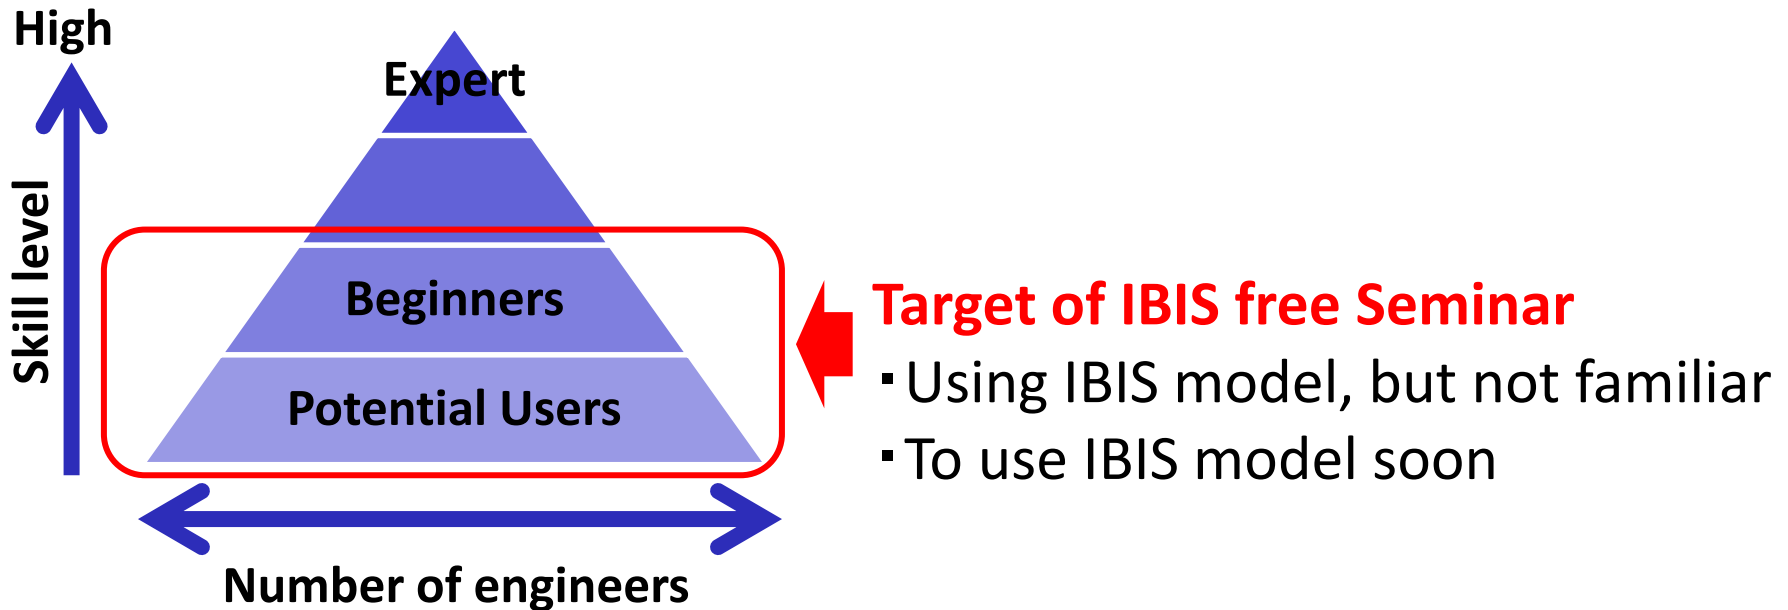 High
Skill level
Expert
Beginners
Potential Users
Number of engineers
Target of IBIS free Seminar
▪Using IBIS model, but not familiar
▪To use IBIS model soon